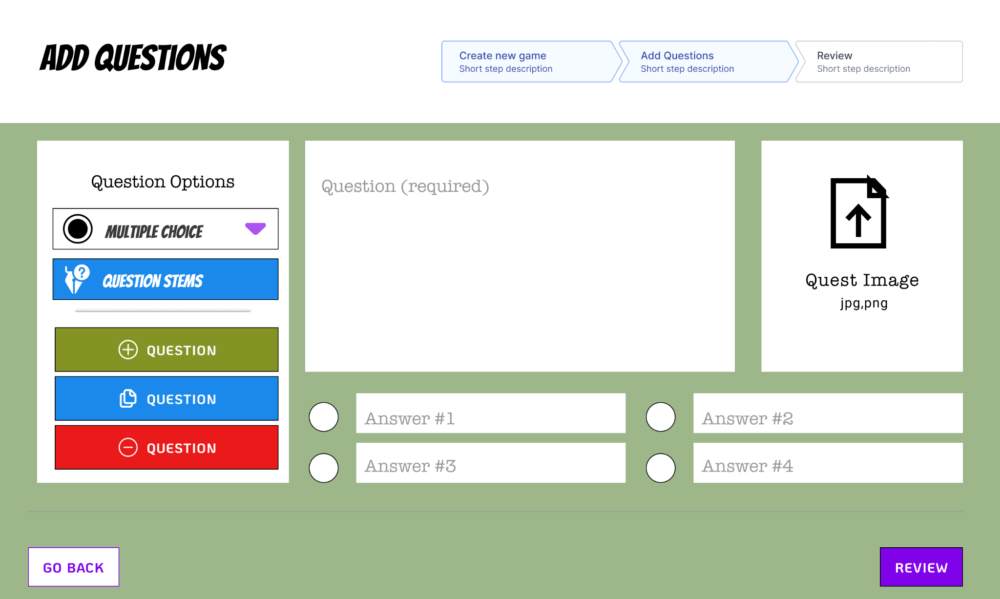 ADD QUESTIONS
Create new game
Short step description
Add Questions
Short step description
Review
Short step description
Question Options
MULTIPLE CHOICE
QUESTION STEMS
QUESTION
QUESTION
QUESTION
Question (required)
Quest Image
jpg,png
Answer #1
Answer #2
Answer #3
Answer #4
GO BACK
REVIEW